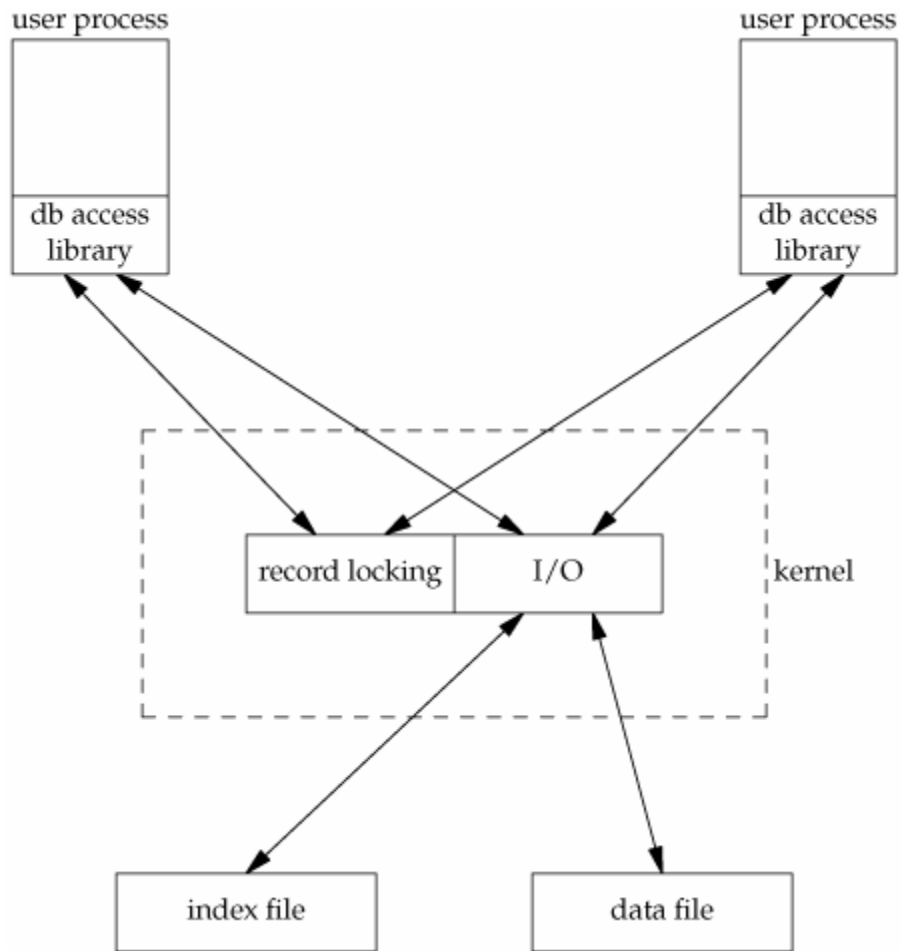 user process
user process
db access
library
db access
library
record locking
I/O
kernel
index file
data file